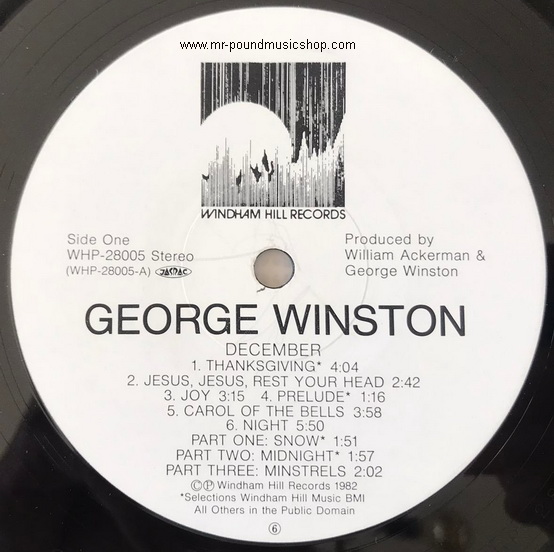 www.mr-poundmusicshop.com
WINDHAM HILL RECORDS
Side One
WHP-28005 Stereo
(WHP-28005-A) JASRAC
Produced by
William Ackerman &
George Winston
GEORGE WINSTON
DECEMBER
1. THANKSGIVING* 4:04
2. JESUS, JESUS, REST YOUR HEAD 2:42
3. JOY 3:15 4. PRELUDE* 1:16
5. CAROL OF THE BELLS 3:58
6. NIGHT 5:50
PART ONE: SNOW* 1:51
PART TWO: MIDNIGHT* 1:57
PART THREE: MINSTRELS 2:02
©℗ Windham Hill Records 1982
*Selections Windham Hill Music BMI
All Others in the Public Domain
⑥